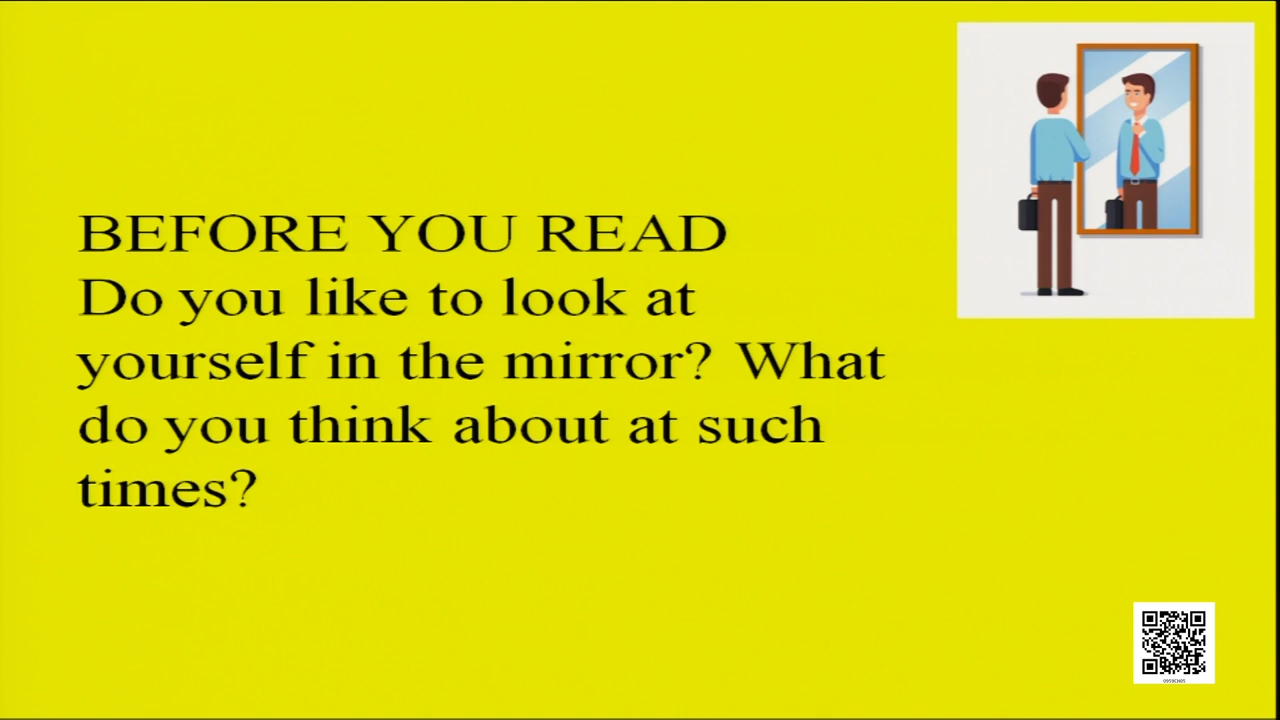 BEFORE YOU READ
Do you like to look at
yourself in the mirror? What
do you think about at such
times?